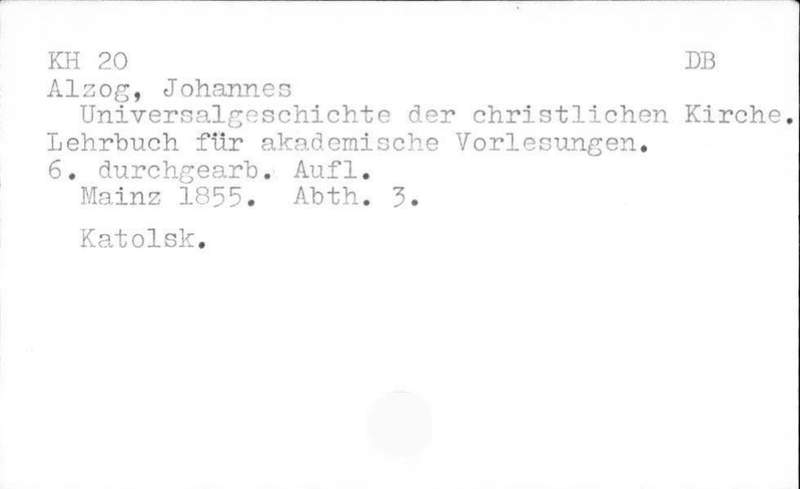 KH 20 DB
Alzog, Johannes
Universalgeschichte der christlichen Kirche.
Lehrbuch für akademische Vorlesungen.
6. durchgearb. Aufl.
Mainz 1855. Abth. 3.
Katolsk.